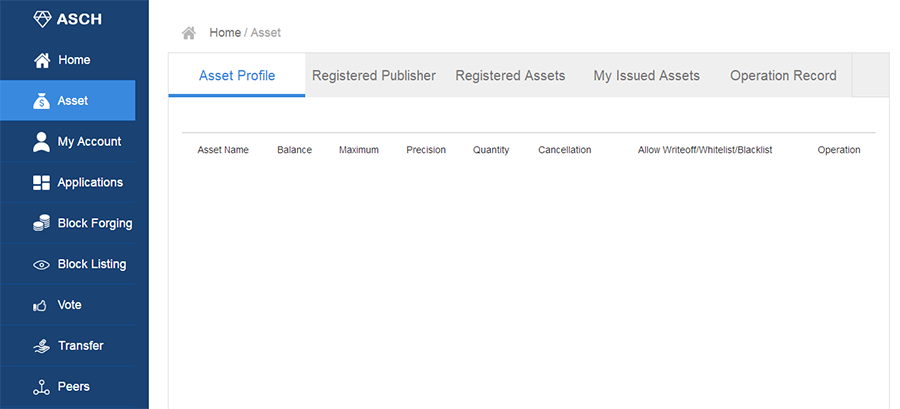 ASCH
Home
Asset
My Account
Applications
Block Forging
Block Listing
Vote
Transfer
Peers
Home / Asset
Asset Profile Registered Publisher Registered Assets My Issued Assets Operation Record
Asset Name Balance Maximum Precision Quantity Cancellation Allow Writeoff/Whitelist/Blacklist Operation